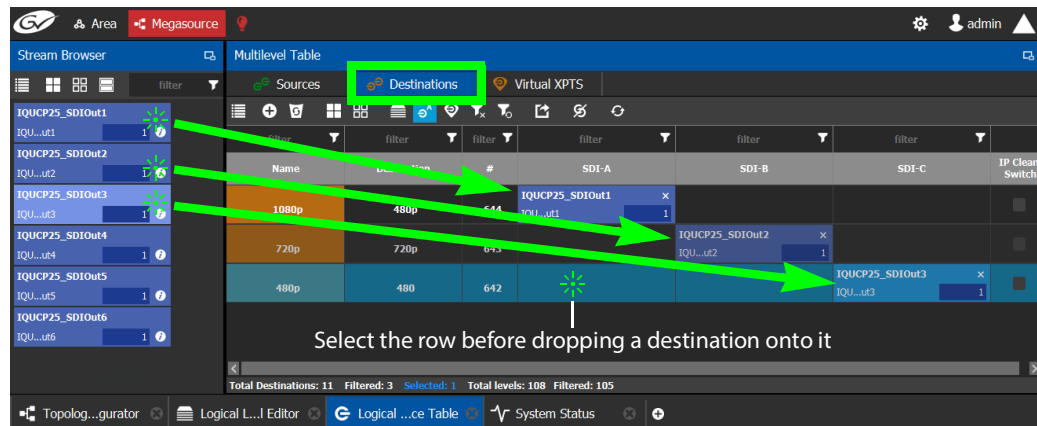 GV Area Megasource admin
Stream Browser
Multilevel Table
Sources Destinations Virtual XPTS
filter
IQUCP25_SDIOut1
IQU...ut1 1
IQUCP25_SDIOut2
IQU...ut2 1
IQUCP25_SDIOut3
IQU...ut3 1
IQUCP25_SDIOut4
IQU...ut4 1
IQUCP25_SDIOut5
IQU...ut5 1
IQUCP25_SDIOut6
IQU...ut6 1
filter filter filter filter filter filter
Name # SDI-A SDI-B SDI-C IP Clean Switch
1080p 480p 644 IQUCP25_SDIOut1 ×
IQU...ut1 1
720p 720p 643 IQUCP25_SDIOut2 ×
IQU...ut2 1
480p 480 642 IQUCP25_SDIOut3 ×
IQU...ut3 1
Select the row before dropping a destination onto it
Total Destinations: 11 Filtered: 3 Selected: 1 Total levels: 108 Filtered: 105
Topolog...gurator Logical L...l Editor Logical ...ce Table System Status